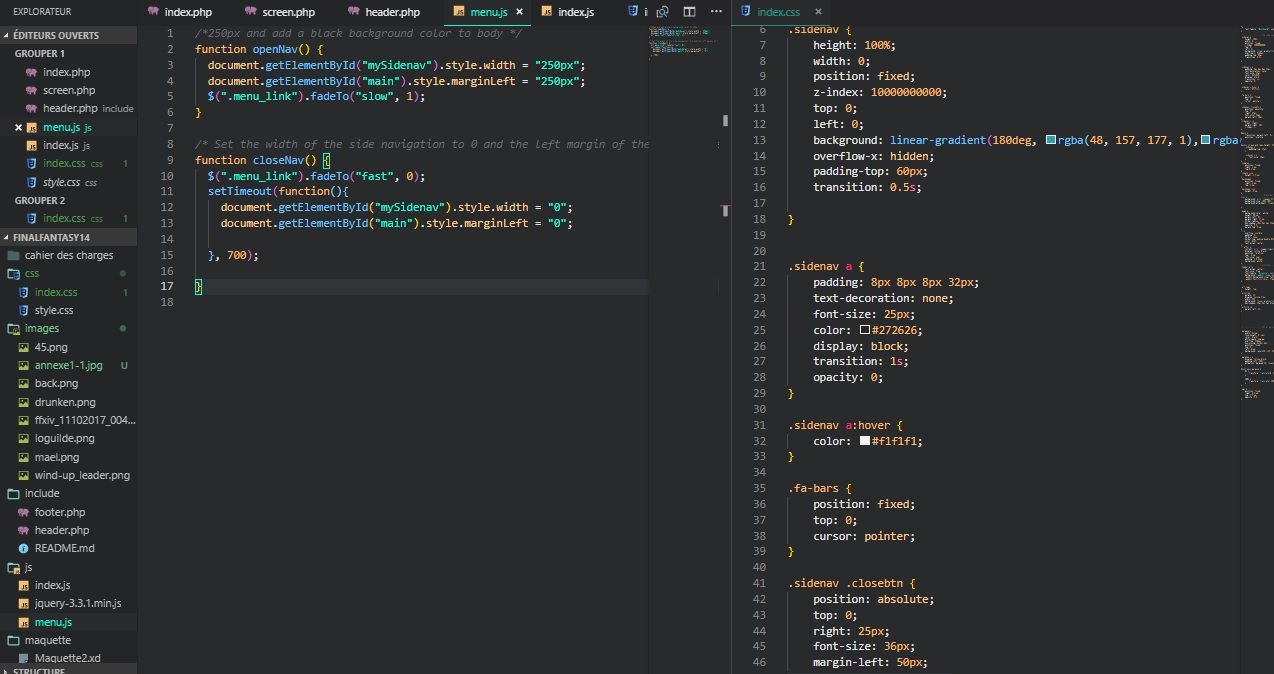 EXPLORATEUR
ÉDITEURS OUVERTS
GROUPER 1
index.php
screen.php
header.php include
menu.js js
index.js js
index.css css 1
style.css css
GROUPER 2
index.css css 1
FINALFANTASY14
cahier des charges
css
index.css 1
style.css
images
45.png
annexe1-1.jpg U
back.png
drunken.png
ffxiv_11102017_004...
loguilde.png
mael.png
wind-up_leader.png
include
footer.php
header.php
README.md
js
index.js
jquery-3.3.1.min.js
menu.js
maquette
Maquette2.xd
STRUCTURE
index.php screen.php header.php menu.js × index.js i
1 /*250px and add a black background color to body */
2 function openNav() {
3 document.getElementById("mySidenav").style.width = "250px";
4 document.getElementById("main").style.marginLeft = "250px";
5 $(".menu_link").fadeTo("slow", 1);
6 }
7
8 /* Set the width of the side navigation to 0 and the left margin of the
9 function closeNav() {
10 $(".menu_link").fadeTo("fast", 0);
11 setTimeout(function(){
12 document.getElementById("mySidenav").style.width = "0";
13 document.getElementById("main").style.marginLeft = "0";
14
15 }, 700);
16
17 }
18
index.css ×
6 .sidenav {
7 height: 100%;
8 width: 0;
9 position: fixed;
10 z-index: 10000000000;
11 top: 0;
12 left: 0;
13 background: linear-gradient(180deg, rgba(48, 157, 177, 1), rgba
14 overflow-x: hidden;
15 padding-top: 60px;
16 transition: 0.5s;
17
18 }
19
20
21 .sidenav a {
22 padding: 8px 8px 8px 32px;
23 text-decoration: none;
24 font-size: 25px;
25 color: #272626;
26 display: block;
27 transition: 1s;
28 opacity: 0;
29 }
30
31 .sidenav a:hover {
32 color: #f1f1f1;
33 }
34
35 .fa-bars {
36 position: fixed;
37 top: 0;
38 cursor: pointer;
39 }
40
41 .sidenav .closebtn {
42 position: absolute;
43 top: 0;
44 right: 25px;
45 font-size: 36px;
46 margin-left: 50px;